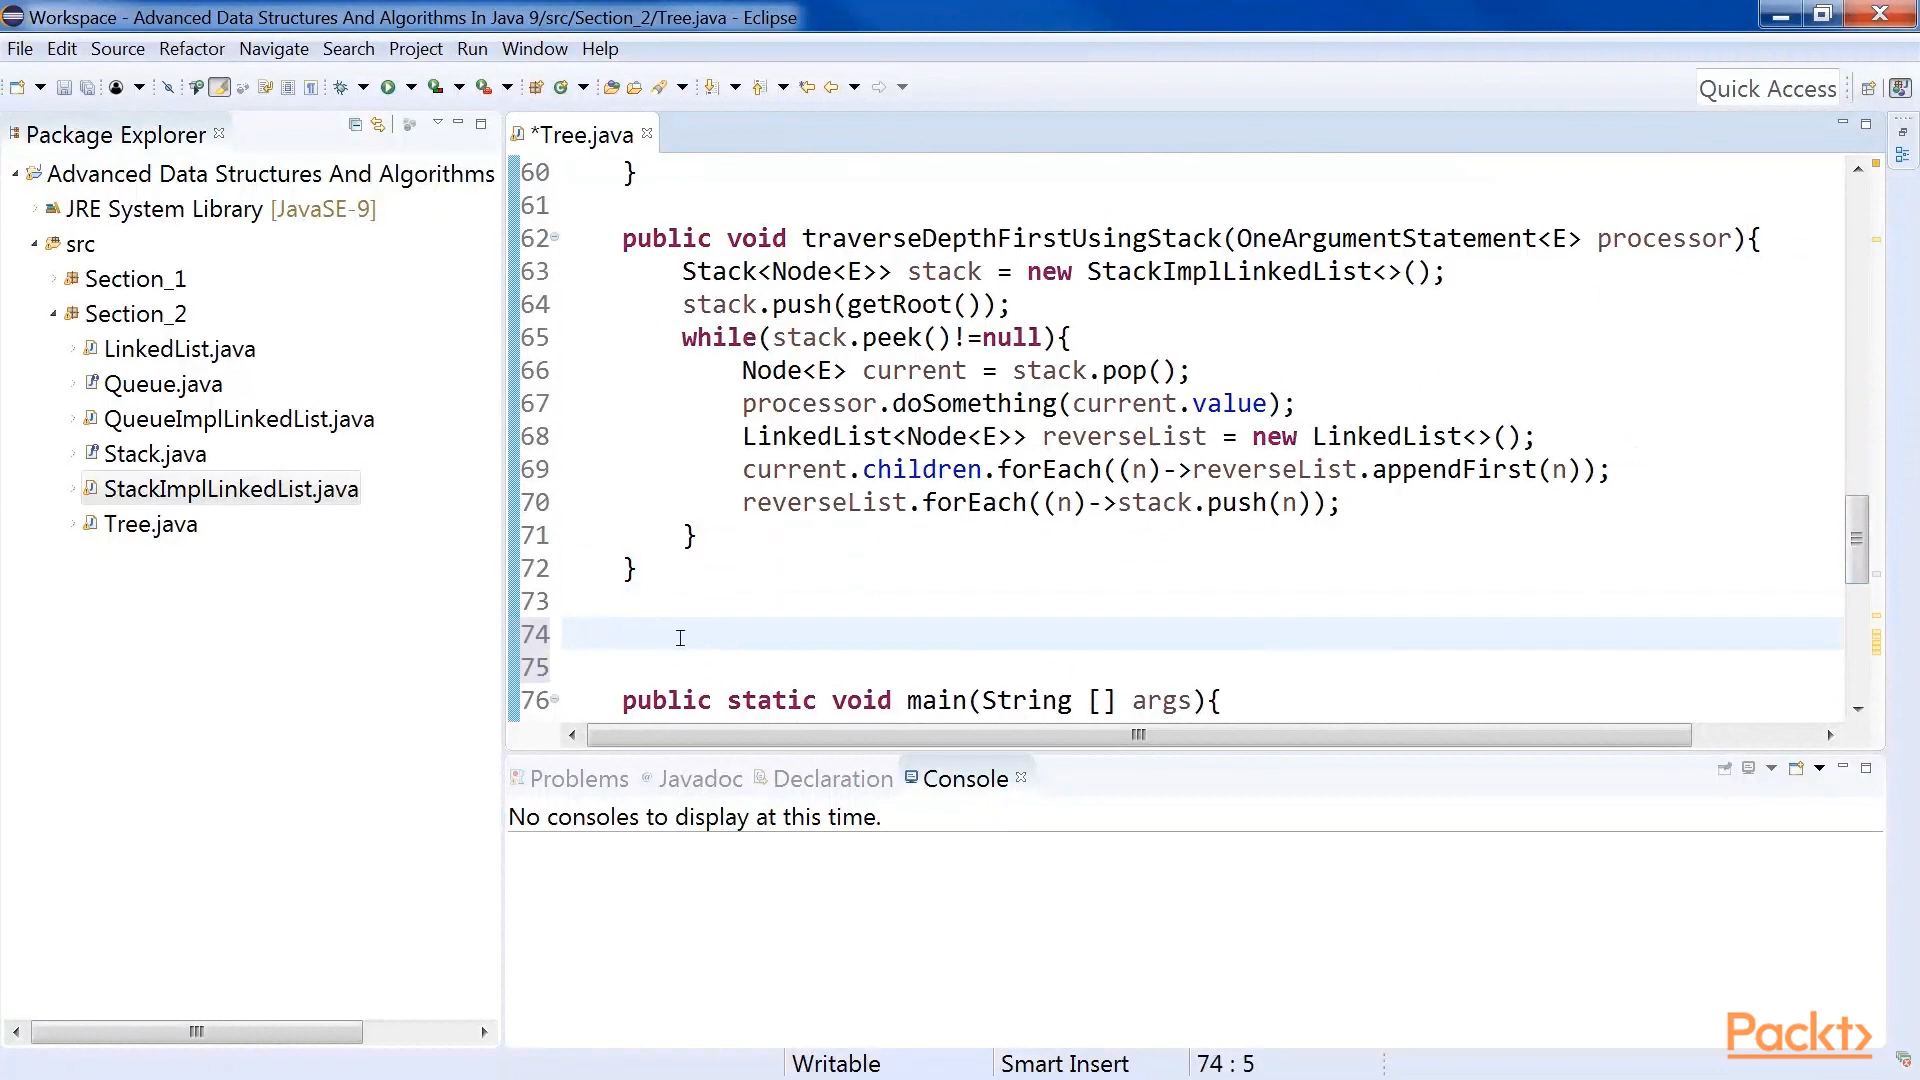 Workspace - Advanced Data Structures And Algorithms In Java 9/src/Section_2/Tree.java - Eclipse
File Edit Source Refactor Navigate Search Project Run Window Help
Quick Access
Package Explorer
Advanced Data Structures And Algorithms
JRE System Library [JavaSE-9]
src
Section_1
Section_2
LinkedList.java
Queue.java
QueueImplLinkedList.java
Stack.java
StackImplLinkedList.java
Tree.java
*Tree.java
60 }
61
62 public void traverseDepthFirstUsingStack(OneArgumentStatement<E> processor){
63 Stack<Node<E>> stack = new StackImplLinkedList<>();
64 stack.push(getRoot());
65 while(stack.peek()!=null){
66 Node<E> current = stack.pop();
67 processor.doSomething(current.value);
68 LinkedList<Node<E>> reverseList = new LinkedList<>();
69 current.children.forEach((n)->reverseList.appendFirst(n));
70 reverseList.forEach((n)->stack.push(n));
71 }
72 }
73
74
75
76 public static void main(String [] args){
Problems @ Javadoc Declaration Console
No consoles to display at this time.
Packt>
Writable Smart Insert 74 : 5